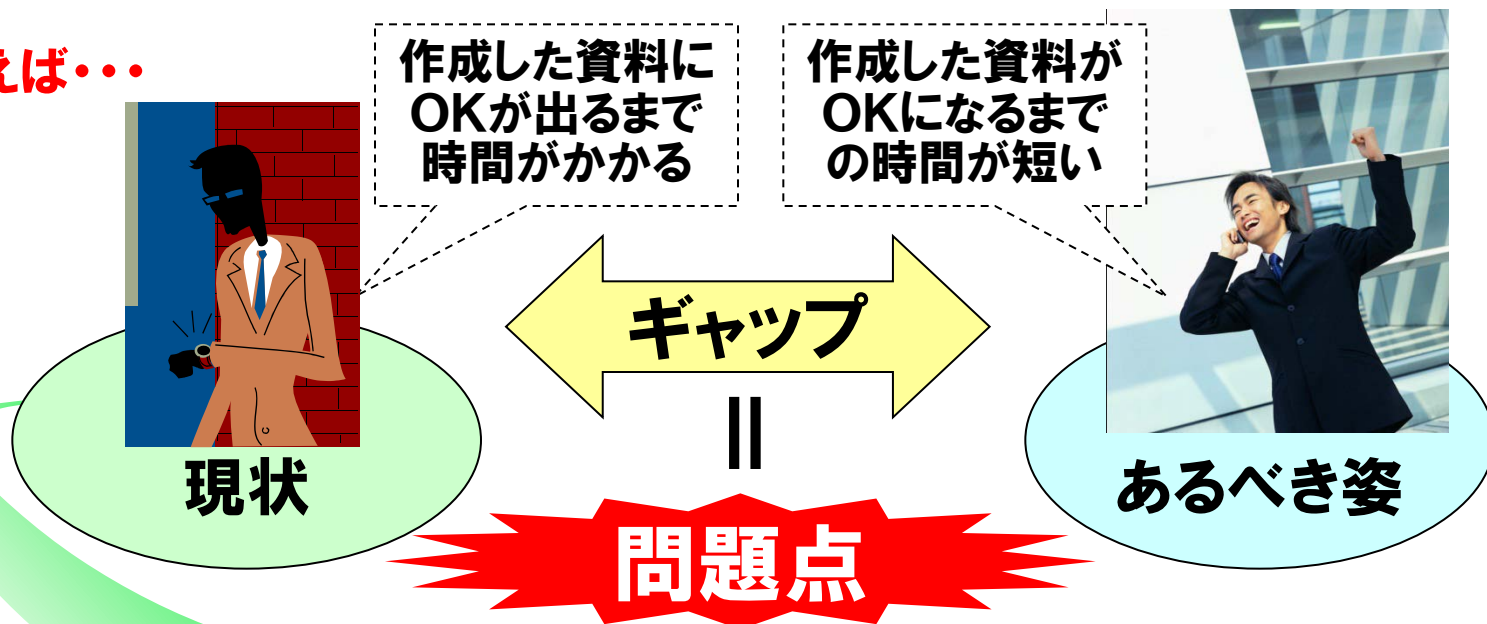 えば・・・
作成した資料に
OKが出るまで
時間がかかる
作成した資料が
OKになるまで
の時間が短い
ギャップ
現状
あるべき姿
問題点